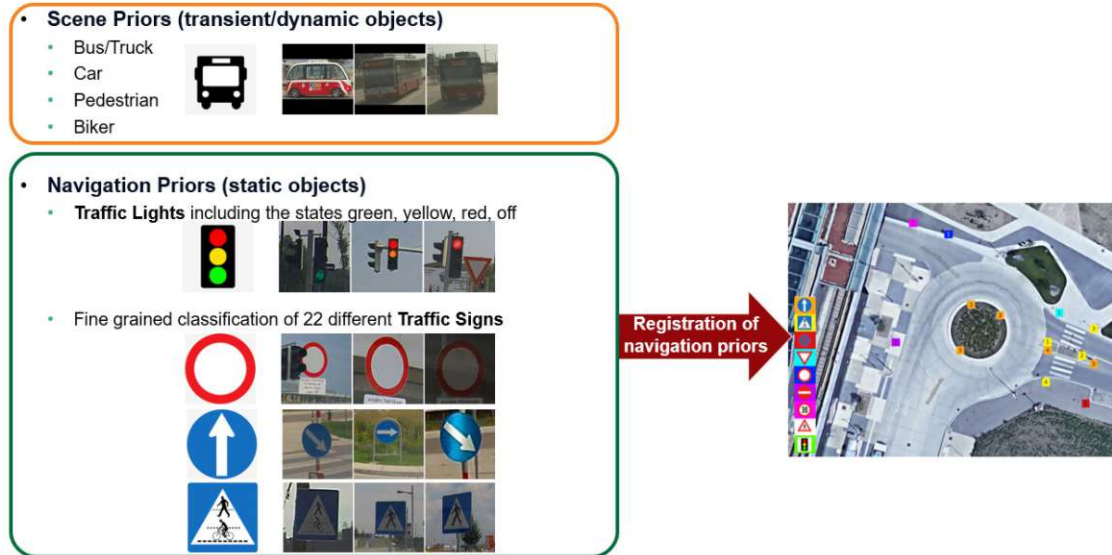 Scene Priors (transient/dynamic objects)
Bus/Truck
Car
Pedestrian
Biker
Navigation Priors (static objects)
Traffic Lights including the states green, yellow, red, off
Fine grained classification of 22 different Traffic Signs
Registration of
navigation priors